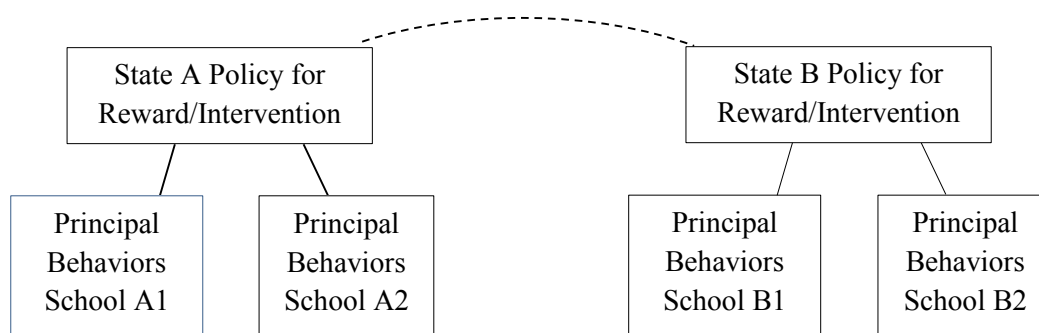 State A Policy for
Reward/Intervention
State B Policy for
Reward/Intervention
Principal
Behaviors
School A1
Principal
Behaviors
School A2
Principal
Behaviors
School B1
Principal
Behaviors
School B2